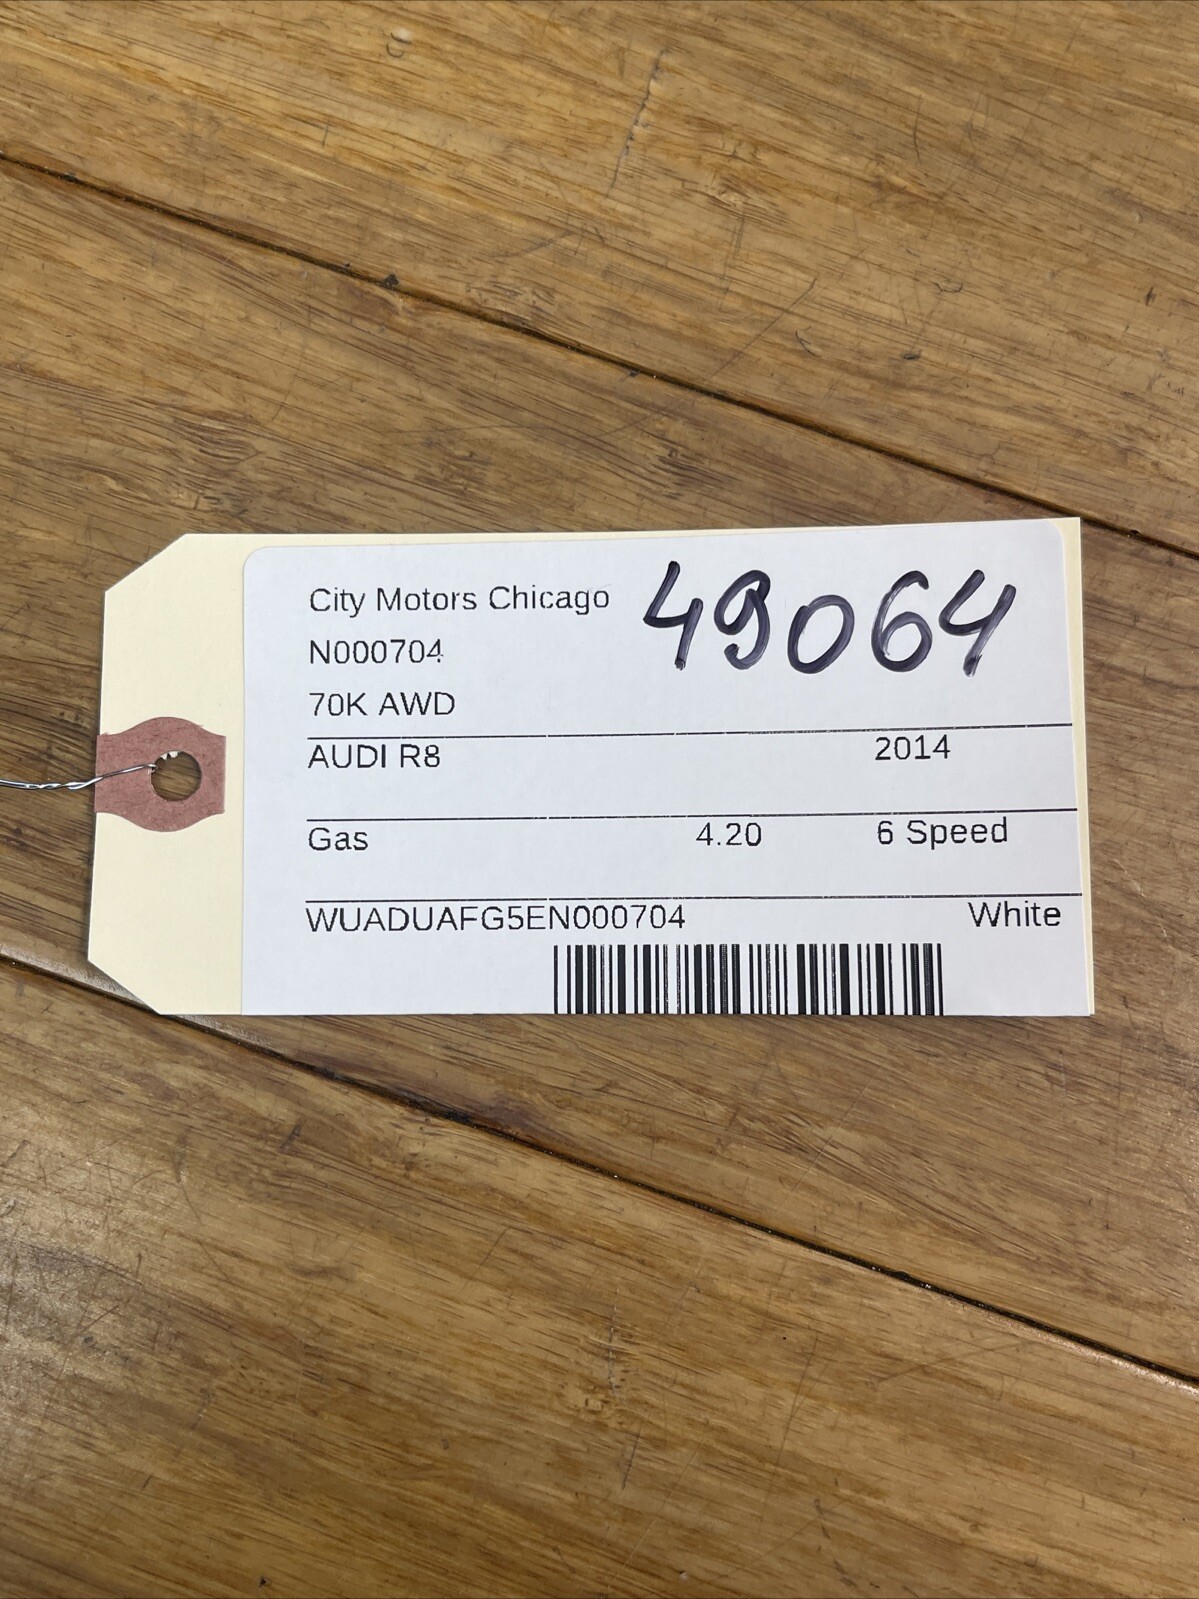 City Motors Chicago 49064
N000704
70K AWD
AUDI R8 2014
Gas 4.20 6 Speed
WUADUAFG5EN000704 White